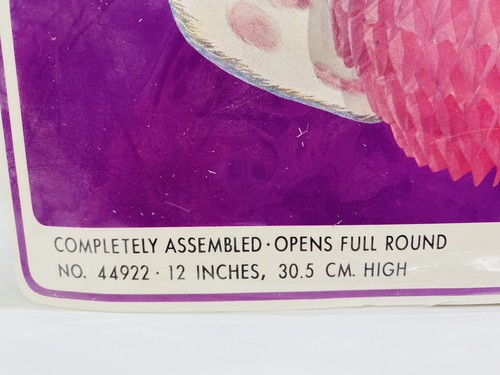 COMPLETELY ASSEMBLED · OPENS FULL ROUND
NO. 44922 · 12 INCHES, 30.5 CM. HIGH